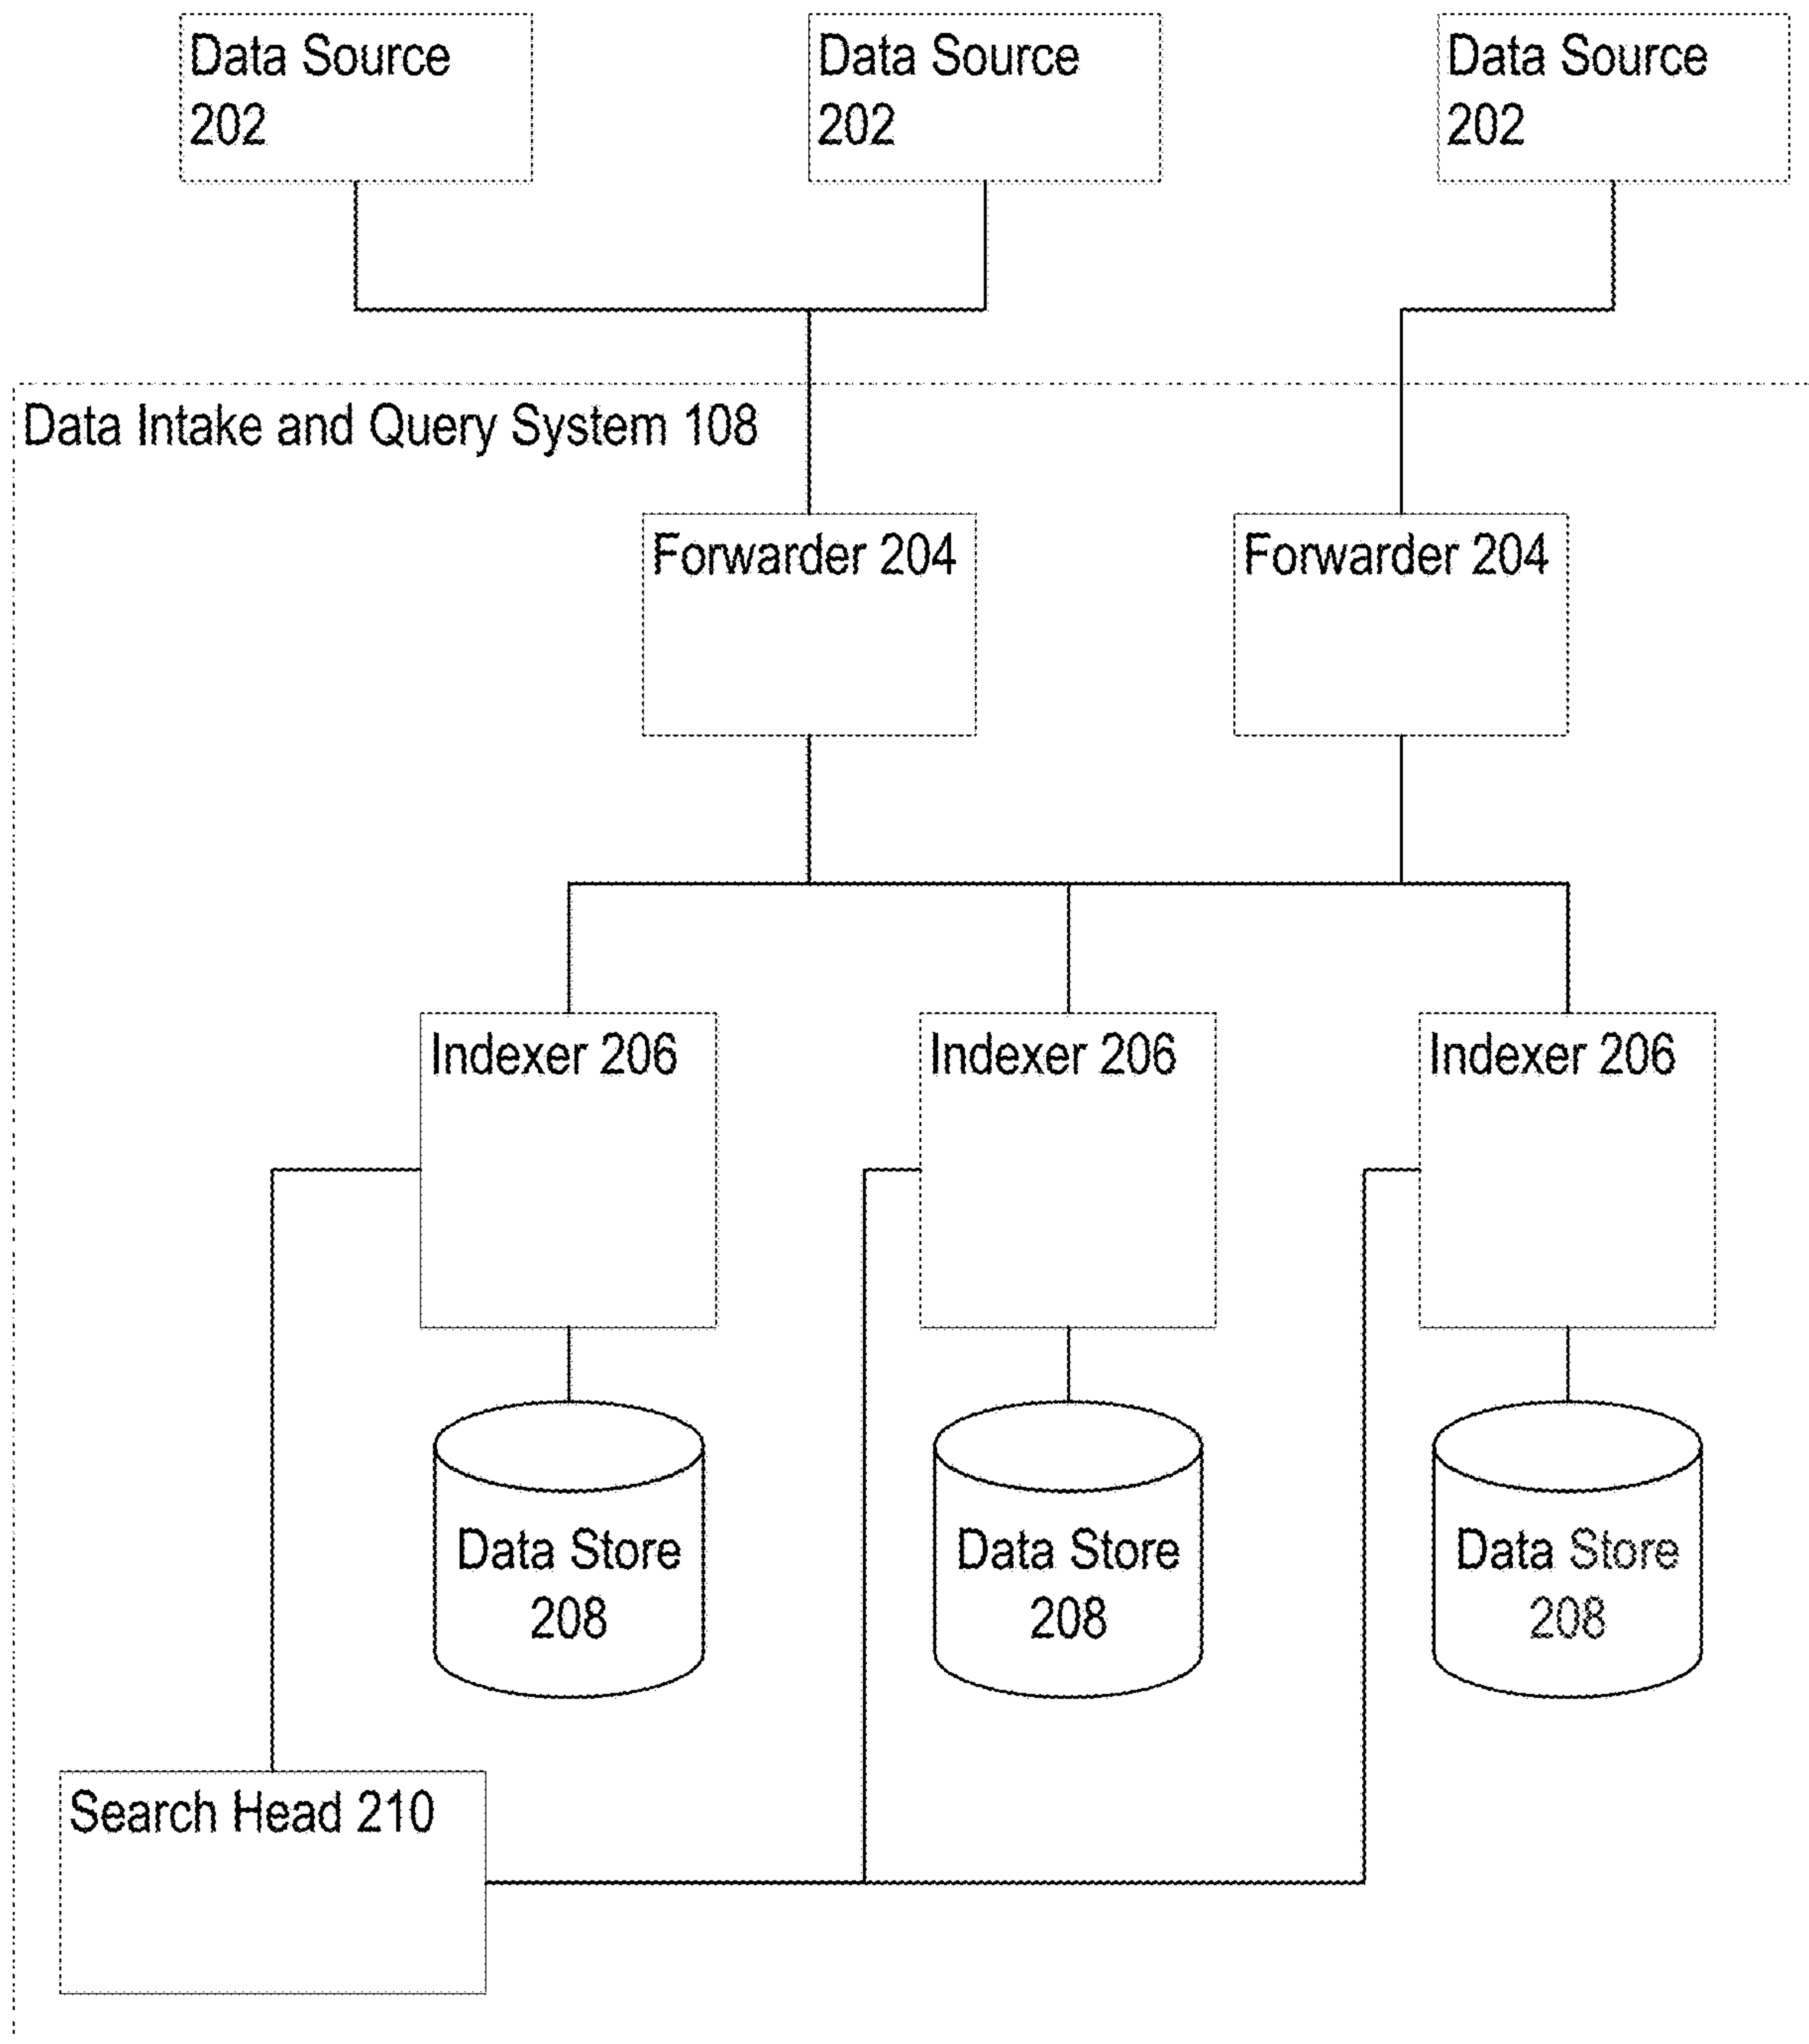 Data Source
202
Data Source
202
Data Source
202
Data Intake and Query System 108
Forwarder 204
Forwarder 204
Indexer 206
Indexer 206
Indexer 206
Data Store
208
Data Store
208
Data Store
208
Search Head 210